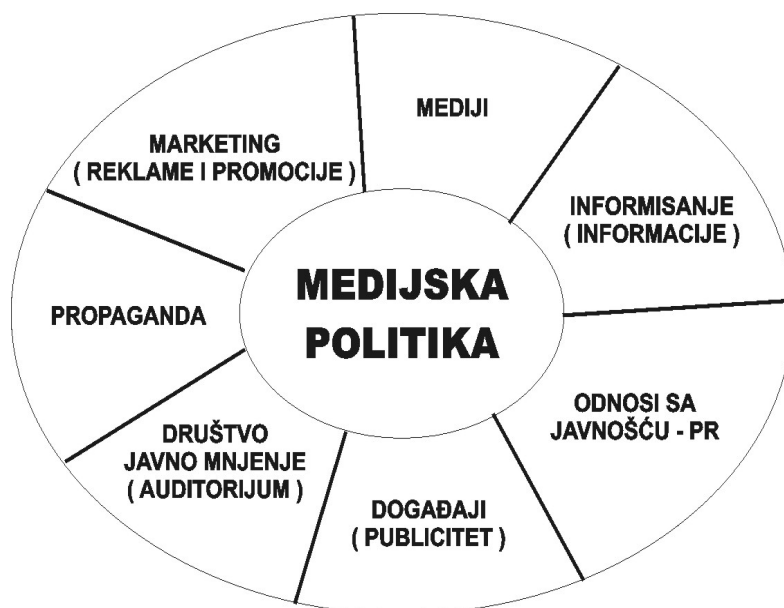 MEDIJI
MARKETING
( REKLAME I PROMOCIJE )
INFORMISANJE
( INFORMACIJE )
MEDIJSKA
POLITIKA
PROPAGANDA
ODNOSI SA
JAVNOŠĆU - PR
DRUŠTVO
JAVNO MNJENJE
( AUDITORIJUM )
DOGAĐAJI
( PUBLICITET )